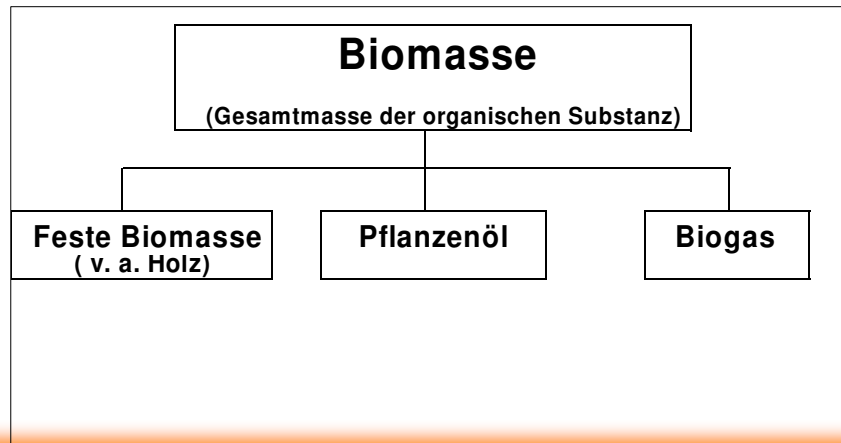 Biomasse
(Gesamtmasse der organischen Substanz)
Feste Biomasse
( v. a. Holz)
Pflanzenöl
Biogas